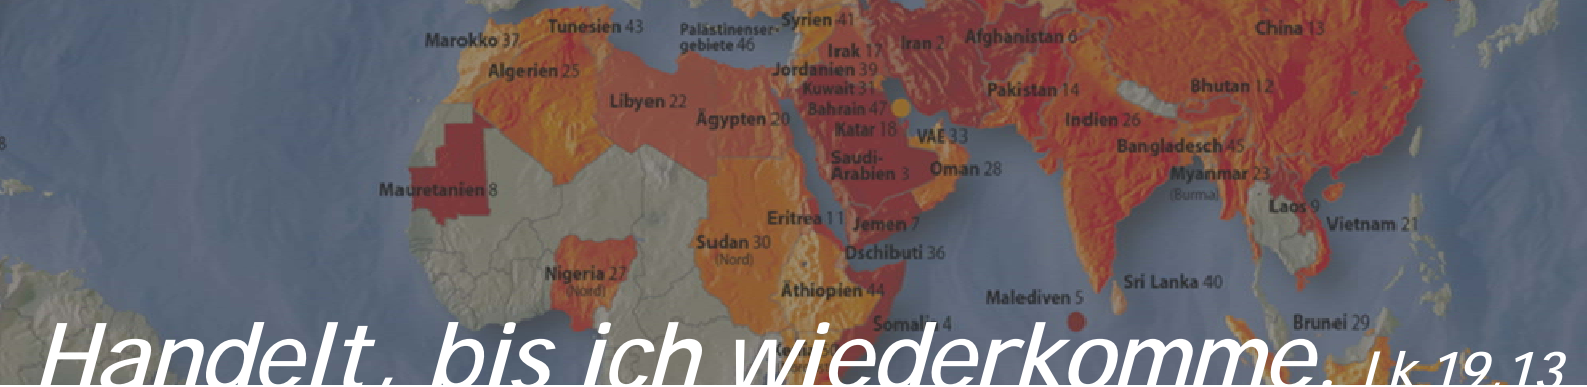 Syrien 41
China 13
Tunesien 43
Palästinenser-
gebiete 46
Marokko 37
Iran 2
Afghanistan 6
Irak 17
Algerien 25
Jordanien 39
Kuwait 31
Pakistan 14
Bhutan 12
Libyen 22
Bahrain 47
Ägypten 20
Indien 26
Katar 18
VAE 33
8
Bangladesch 45
Saudi-
Arabien 3
Oman 28
Myanmar 23
(Burma)
Mauretanien 8
Laos 9
Eritrea 11
Jemen 7
Vietnam 21
Sudan 30
(Nord)
Dschibuti 36
Nigeria 27
(Nord)
Äthiopien 44
Sri Lanka 40
Malediven 5
Somalia 4
Brunei 29
Handelt, bis ich wiederkomme. Lk 19,13